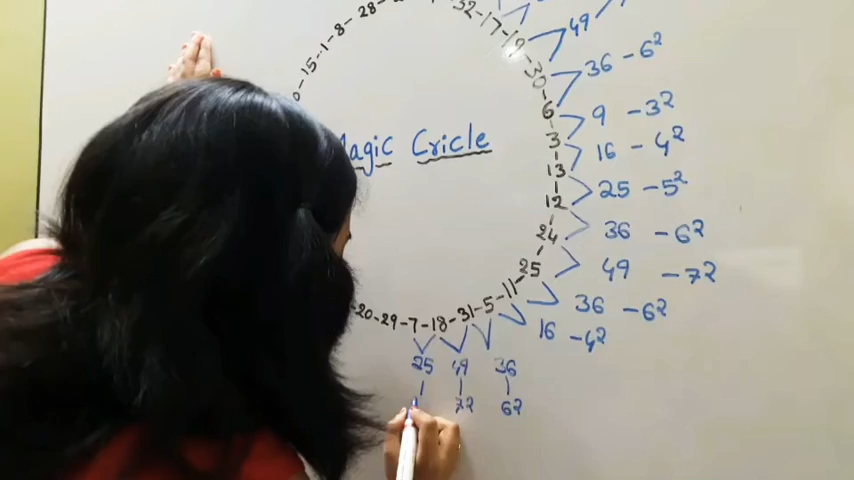 15-1-8-28-
32-17-19-30-6-3-13-12-24-25-11-5-31-18-7-29-20
49
36 - 6²
9 - 3²
Magic Cricle
16 - 4²
25 - 5²
36 - 6²
49 - 72
36 - 62
16 - 42
25 49 36
72 62